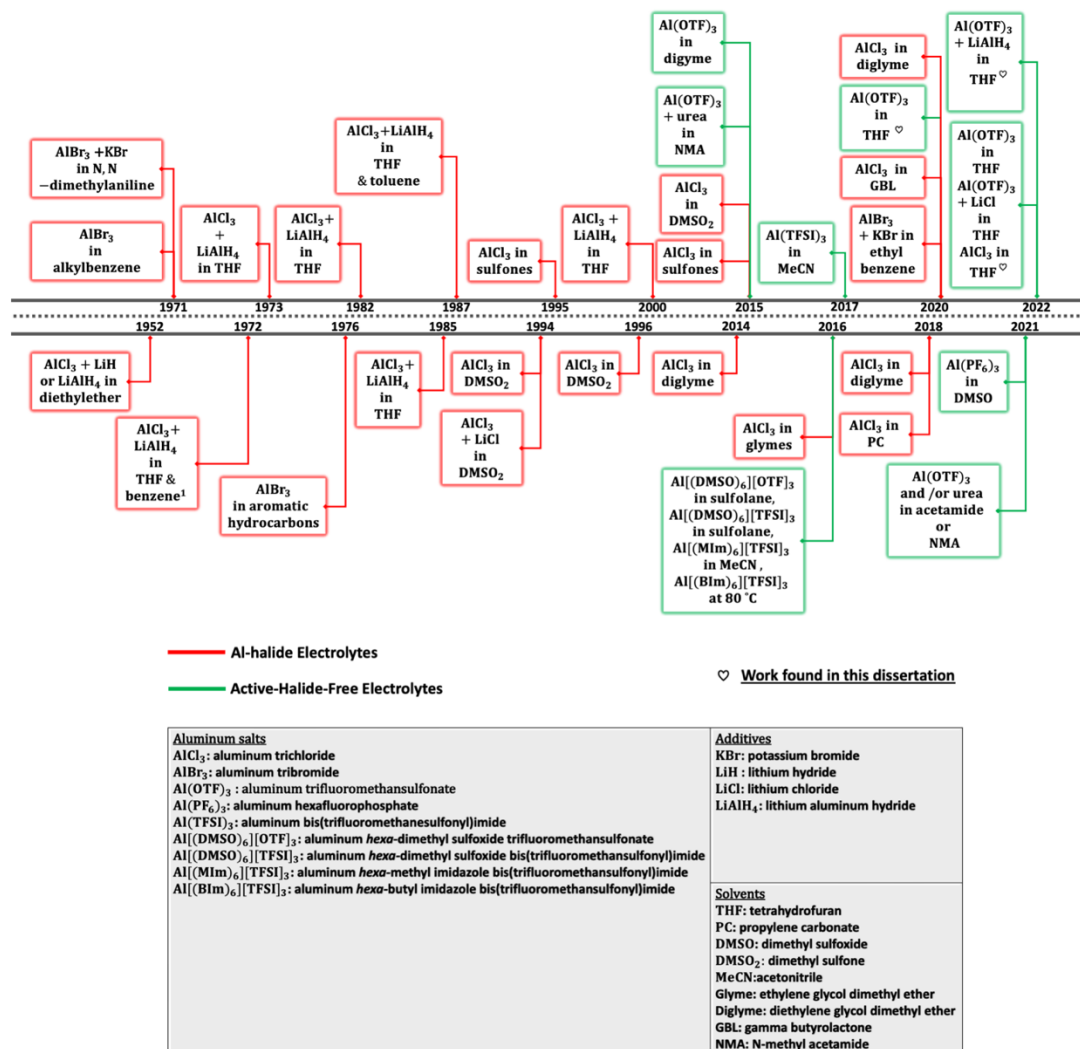 AlBr₃ +KBr
in N, N
−dimethylaniline
AlBr₃
in
alkylbenzene
AlCl₃
+
LiAlH₄
in THF
AlCl₃+
LiAlH₄
in
THF
AlCl₃+LiAlH₄
in
THF
& toluene
AlCl₃
in sulfones
AlCl₃ +
LiAlH₄
in
THF
Al(OTF)₃
in
digyme
Al(OTF)₃
+ urea
in
NMA
AlCl₃
in
DMSO₂
AlCl₃
in sulfones
Al(TFSI)₃
in
MeCN
AlCl₃ in
diglyme
Al(OTF)₃
in
THF ♡
AlCl₃ in
GBL
AlBr₃
+ KBr in
ethyl
benzene
Al(OTF)₃
+ LiAlH₄
in
THF ♡
Al(OTF)₃
in
THF
Al(OTF)₃
+ LiCl in
THF
AlCl₃ in
THF♡
1971 1973 1982 1987 1995 2000 2015 2017 2020 2022
1952 1972 1976 1985 1994 1996 2014 2016 2018 2021
AlCl₃ + LiH
or LiAlH₄ in
diethylether
AlCl₃+
LiAlH₄
in
THF &
benzene¹
AlBr₃
in aromatic
hydrocarbons
AlCl₃+
LiAlH₄
in
THF
AlCl₃ in
DMSO₂
AlCl₃
+ LiCl
in
DMSO₂
AlCl₃ in
DMSO₂
AlCl₃
in diglyme
AlCl₃
in glymes
Al[(DMSO)₆][OTF]₃
in sulfolane,
Al[(DMSO)₆][TFSI]₃
in sulfolane,
Al[(MIm)₆][TFSI]₃
in MeCN ,
Al[(BIm)₆][TFSI]₃
at 80 ˚C
AlCl₃
in diglyme
AlCl₃ in
PC
Al(PF₆)₃
in
DMSO
Al(OTF)₃
and /or urea
in acetamide
or
NMA
Al-halide Electrolytes
Active-Halide-Free Electrolytes
♡ Work found in this dissertation
Aluminum salts
AlCl₃: aluminum trichloride
AlBr₃: aluminum tribromide
Al(OTF)₃ : aluminum trifluoromethansulfonate
Al(PF₆)₃: aluminum hexafluorophosphate
Al(TFSI)₃: aluminum bis(trifluoromethanesulfonyl)imide
Al[(DMSO)₆][OTF]₃: aluminum hexa-dimethyl sulfoxide trifluoromethansulfonate
Al[(DMSO)₆][TFSI]₃: aluminum hexa-dimethyl sulfoxide bis(trifluoromethansulfonyl)imide
Al[(MIm)₆][TFSI]₃: aluminum hexa-methyl imidazole bis(trifluoromethansulfonyl)imide
Al[(BIm)₆][TFSI]₃: aluminum hexa-butyl imidazole bis(trifluoromethansulfonyl)imide
Additives
KBr: potassium bromide
LiH : lithium hydride
LiCl: lithium chloride
LiAlH₄: lithium aluminum hydride
Solvents
THF: tetrahydrofuran
PC: propylene carbonate
DMSO: dimethyl sulfoxide
DMSO₂: dimethyl sulfone
MeCN:acetonitrile
Glyme: ethylene glycol dimethyl ether
Diglyme: diethylene glycol dimethyl ether
GBL: gamma butyrolactone
NMA: N-methyl acetamide